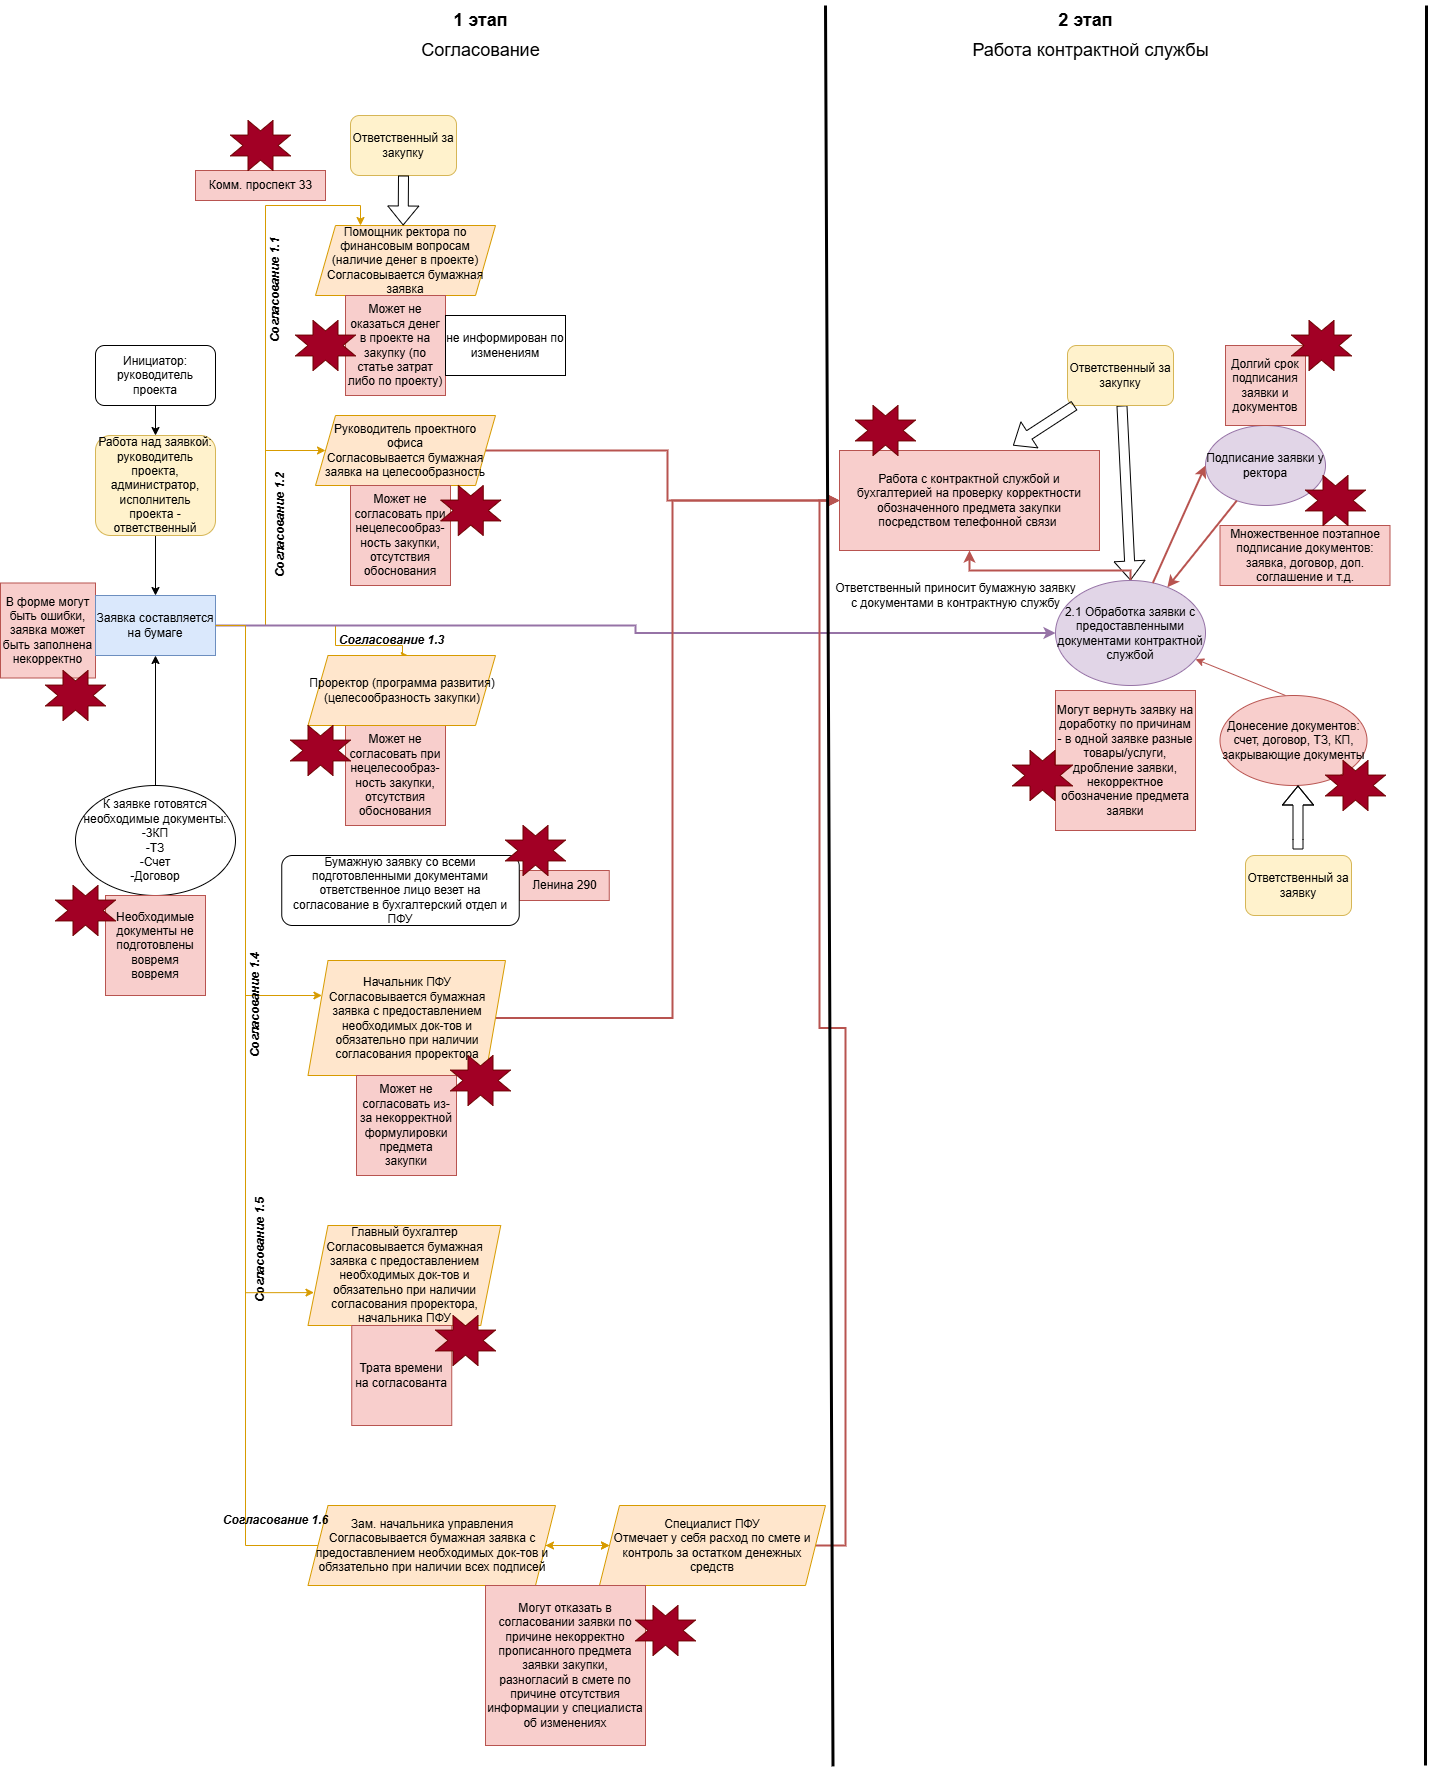 1 этап
Согласование
2 этап
Работа контрактной службы
Ответственный за
закупку
Комм. проспект 33
Согласование 1.1
Помощник ректора по
финансовым вопросам
(наличие денег в проекте)
Согласовывается бумажная
заявка
Может не
оказаться денег
в проекте на
закупку (по
статье затрат
либо по проекту)
не информирован по
изменениям
Инициатор:
руководитель
проекта
Работа над заявкой:
руководитель
проекта,
администратор,
исполнитель
проекта -
ответственный
Согласование 1.2
Руководитель проектного
офиса
Согласовывается бумажная
заявка на целесообразность
Может не
согласовать при
нецелесообраз-
ность закупки,
отсутствия
обоснования
В форме могут
быть ошибки,
заявка может
быть заполнена
некорректно
Заявка составляется
на бумаге
Согласование 1.3
Проректор (программа развития)
(целесообразность закупки)
Может не
согласовать при
нецелесообраз-
ность закупки,
отсутствия
обоснования
К заявке готовятся
необходимые документы:
-ЗКП
-ТЗ
-Счет
-Договор
Необходимые
документы не
подготовлены
вовремя
вовремя
Бумажную заявку со всеми
подготовленными документами
ответственное лицо везет на
согласование в бухгалтерский отдел и
ПФУ
Ленина 290
Согласование 1.4
Начальник ПФУ
Согласовывается бумажная
заявка с предоставлением
необходимых док-тов и
обязательно при наличии
согласования проректора
Может не
согласовать из-
за некорректной
формулировки
предмета
закупки
Согласование 1.5
Главный бухгалтер
Согласовывается бумажная
заявка с предоставлением
необходимых док-тов и
обязательно при наличии
согласования проректора,
начальника ПФУ
Трата времени
на согласованта
Согласование 1.6
Зам. начальника управления
Согласовывается бумажная заявка с
предоставлением необходимых док-тов и
обязательно при наличии всех подписей
Специалист ПФУ
Отмечает у себя расход по смете и
контроль за остатком денежных
средств
Могут отказать в
согласовании заявки по
причине некорректно
прописанного предмета
заявки закупки,
разногласий в смете по
причине отсутствия
информации у специалиста
об изменениях
Ответственный за
закупку
Долгий срок
подписания
заявки и
документов
Подписание заявки у
ректора
Работа с контрактной службой и
бухгалтерией на проверку корректности
обозначенного предмета закупки
посредством телефонной связи
Множественное поэтапное
подписание документов:
заявка, договор, доп.
соглашение и т.д.
Ответственный приносит бумажную заявку
с документами в контрактную службу
2.1 Обработка заявки с
предоставленными
документами контрактной
службой
Могут вернуть заявку на
доработку по причинам
- в одной заявке разные
товары/услуги,
дробление заявки,
некорректное
обозначение предмета
заявки
Донесение документов:
счет, договор, ТЗ, КП,
закрывающие документы
Ответственный за
заявку